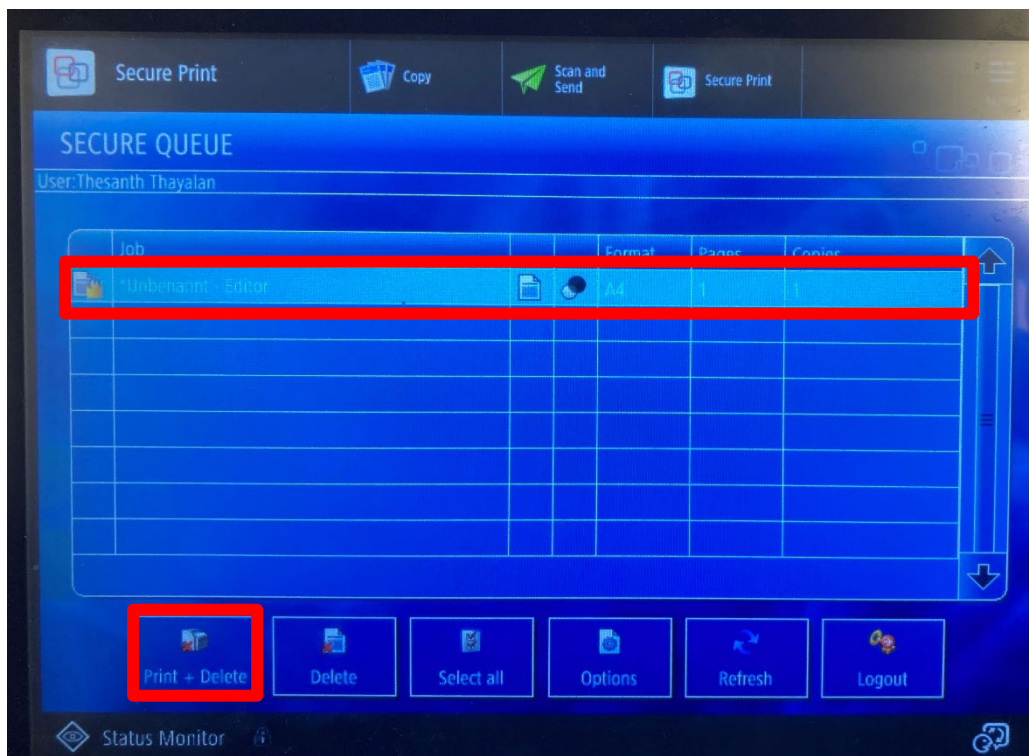 Secure Print
Copy
Scan and
Send
Secure Print
SECURE QUEUE
User:Thesanth Thayalan
Job Format Pages Copies
*Unbenannt - Editor A4 1 1
Print + Delete
Delete
Select all
Options
Refresh
Logout
Status Monitor